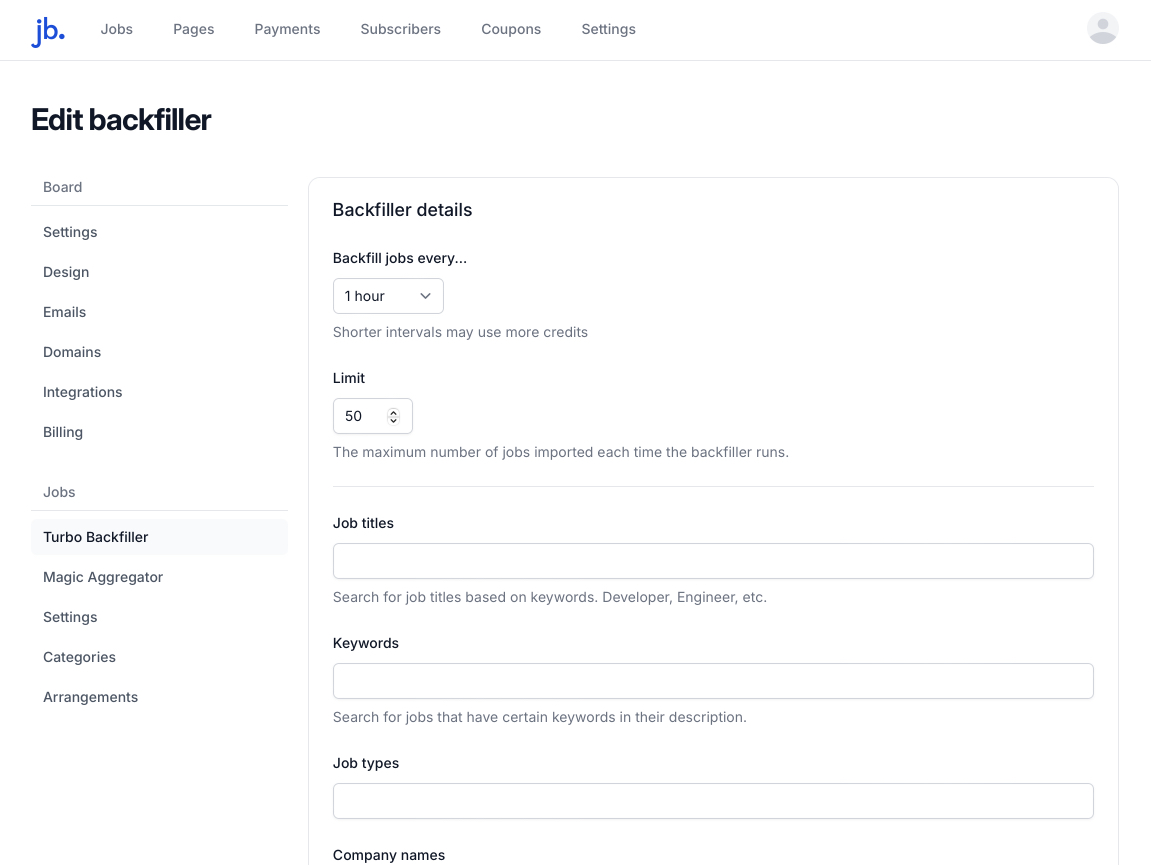 jb.
Jobs
Pages
Payments
Subscribers
Coupons
Settings
Edit backfiller
Board
Settings
Design
Emails
Domains
Integrations
Billing
Jobs
Turbo Backfiller
Magic Aggregator
Settings
Categories
Arrangements
Backfiller details
Backfill jobs every...
1 hour
Shorter intervals may use more credits
Limit
50
The maximum number of jobs imported each time the backfiller runs.
Job titles
Search for job titles based on keywords. Developer, Engineer, etc.
Keywords
Search for jobs that have certain keywords in their description.
Job types
Company names